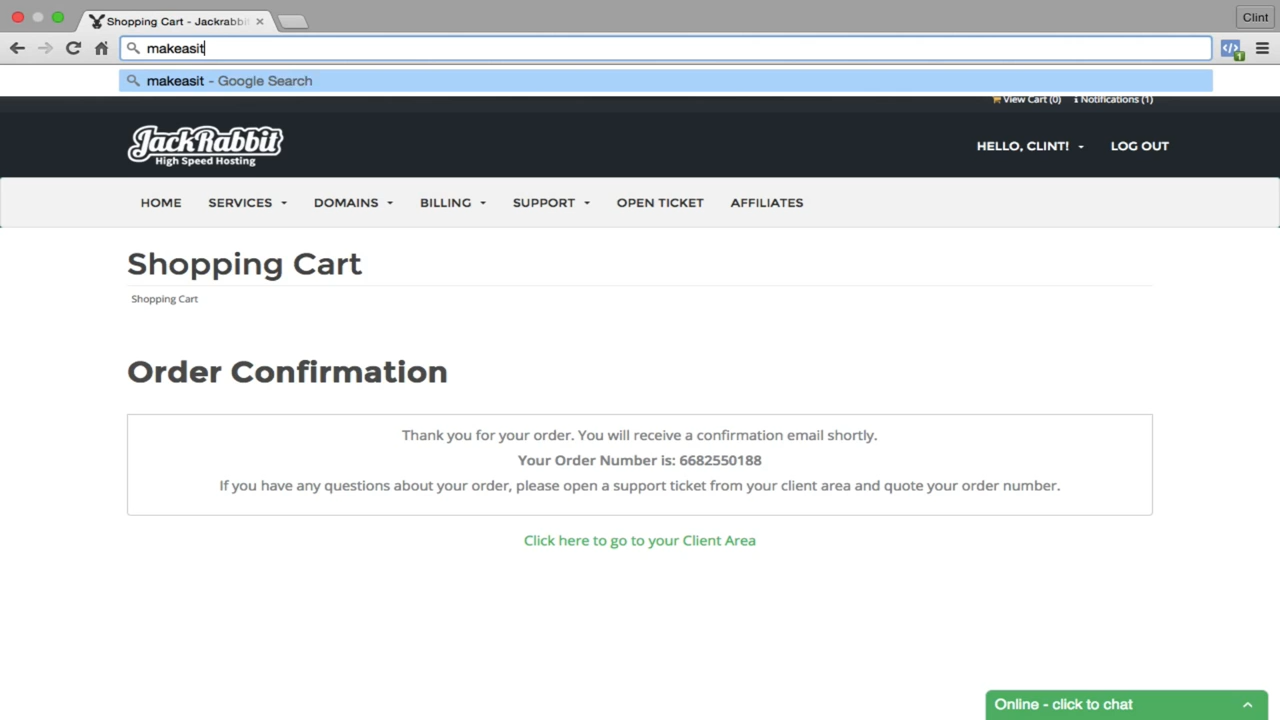 Shopping Cart - Jackrabbi
Clint
makeasit
1
makeasit - Google Search
View Cart (0) Notifications (1)
JackRabbit
High Speed Hosting
HELLO, CLINT! LOG OUT
HOME SERVICES DOMAINS BILLING SUPPORT OPEN TICKET AFFILIATES
Shopping Cart
Shopping Cart
Order Confirmation
Thank you for your order. You will receive a confirmation email shortly.
Your Order Number is: 6682550188
If you have any questions about your order, please open a support ticket from your client area and quote your order number.
Click here to go to your Client Area
Online - click to chat